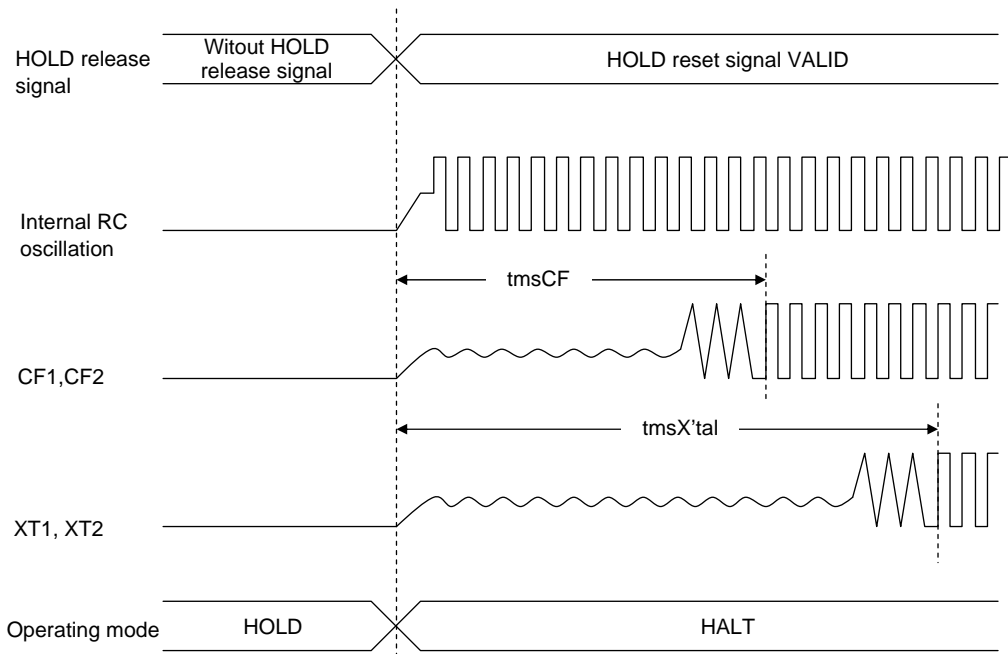 HOLD release
signal
Witout HOLD
release signal
HOLD reset signal VALID
Internal RC
oscillation
tmsCF
CF1,CF2
tmsX'tal
XT1, XT2
Operating mode
HOLD
HALT